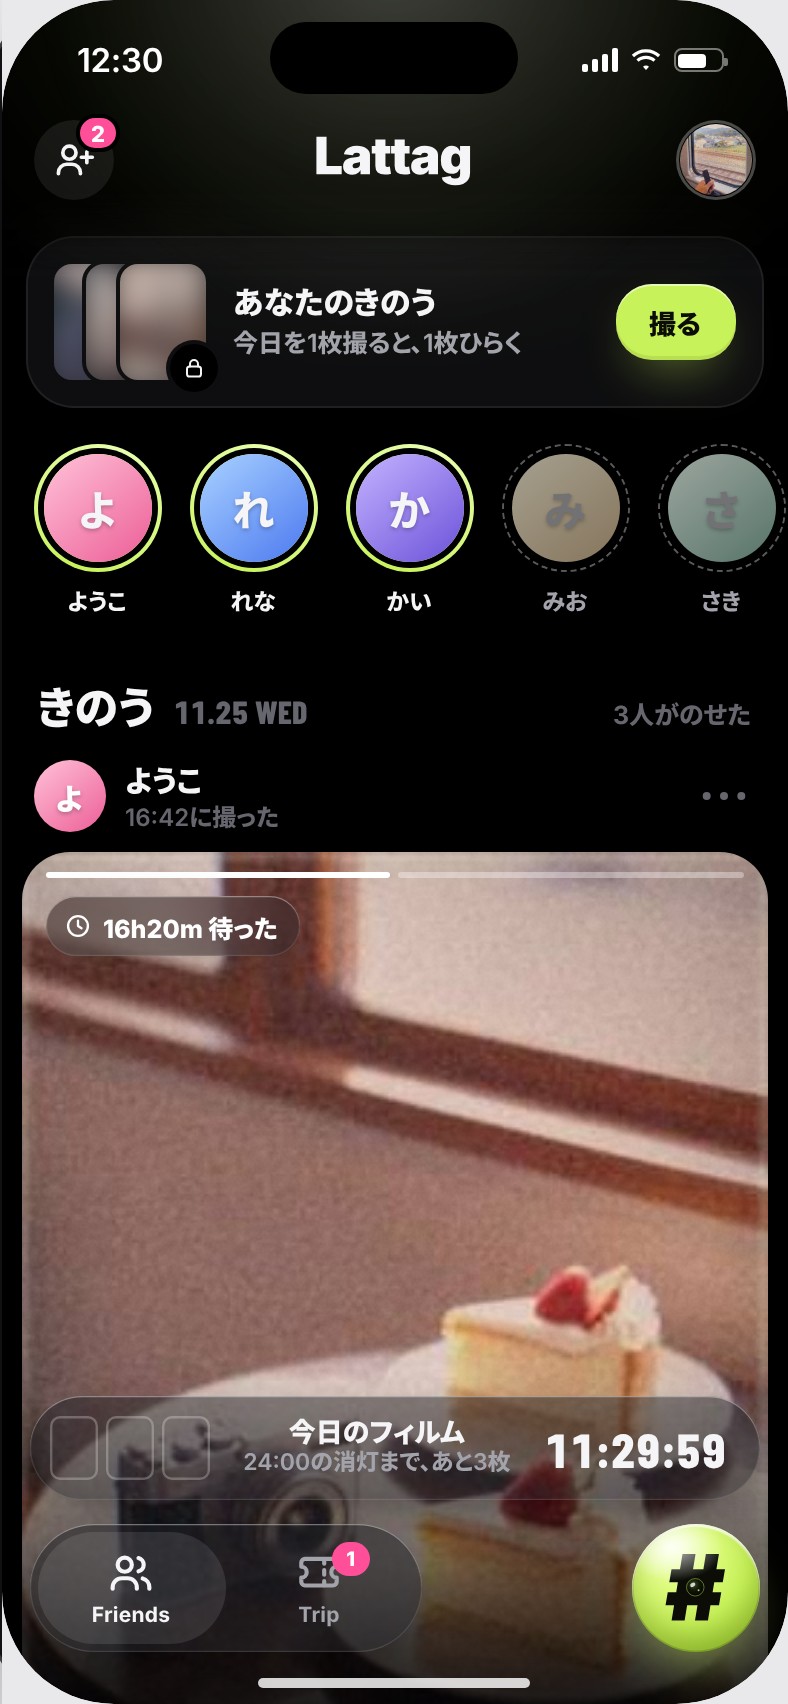 12:30
2
Lattag
あなたのきのう
今日を1枚撮ると、1枚ひらく
撮る
よ
れ
か
み
さ
ようこ
れな
かい
みお
さき
きのう 11.25 WED
3人がのせた
よ
ようこ
16:42に撮った
16h20m 待った
今日のフィルム
24:00の消灯まで、あと3枚
11:29:59
Friends
Trip
1
#